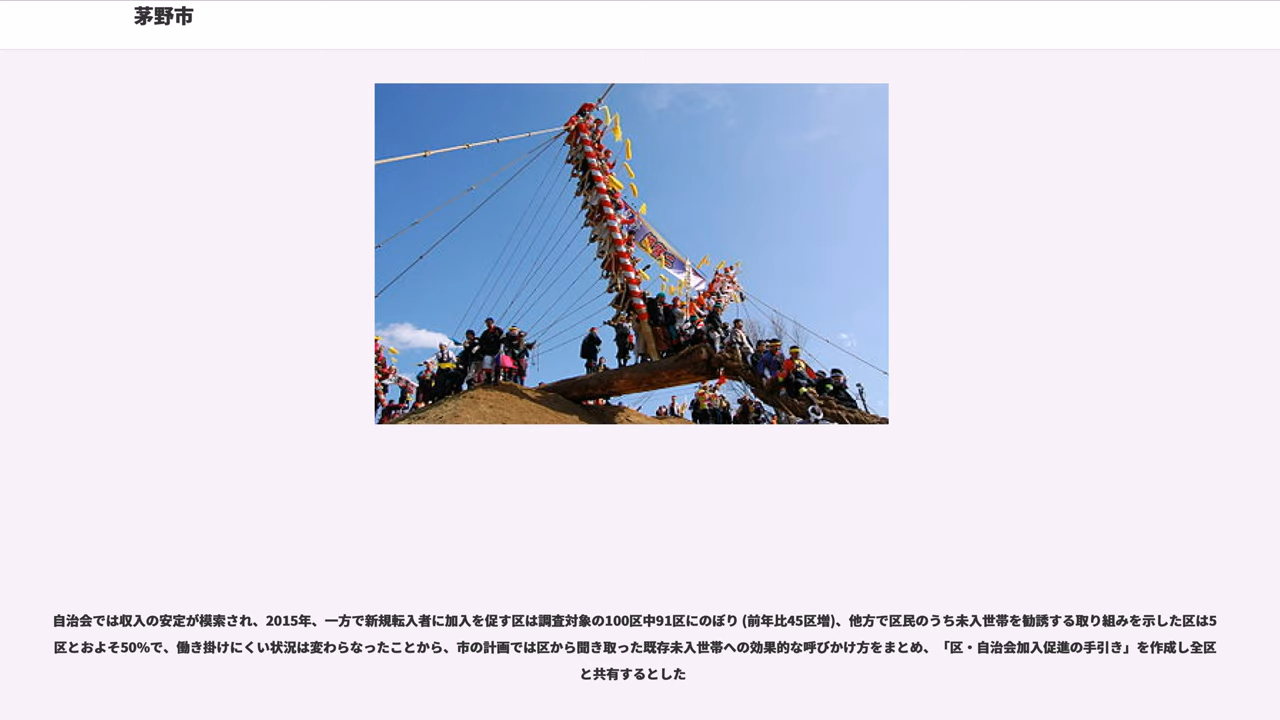 茅野市
自治会では収入の安定が模索され、2015年、一方で新規転入者に加入を促す区は調査対象の100区中91区にのぼり (前年比45区増)、他方で区民のうち未入世帯を勧誘する取り組みを示した区は5
区とおよそ50%で、働き掛けにくい状況は変わらなったことから、市の計画では区から聞き取った既存未入世帯への効果的な呼びかけ方をまとめ、「区・自治会加入促進の手引き」を作成し全区
と共有するとした